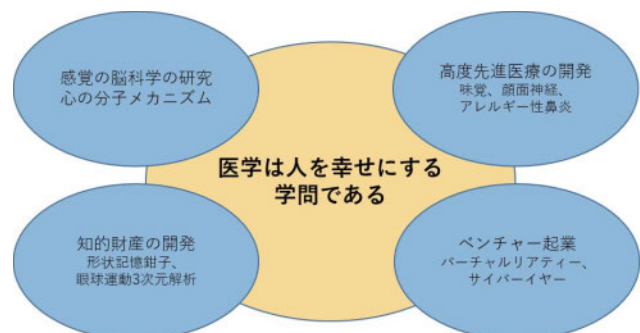 感覚の脳科学の研究
心の分子メカニズム
高度先進医療の開発
味覚、顔面神経、
アレルギー性鼻炎
医学は人を幸せにする
学問である
知的財産の開発
形状記憶鉗子、
眼球運動3次元解析
ベンチャー起業
バーチャルリアティー、
サイバーイヤー